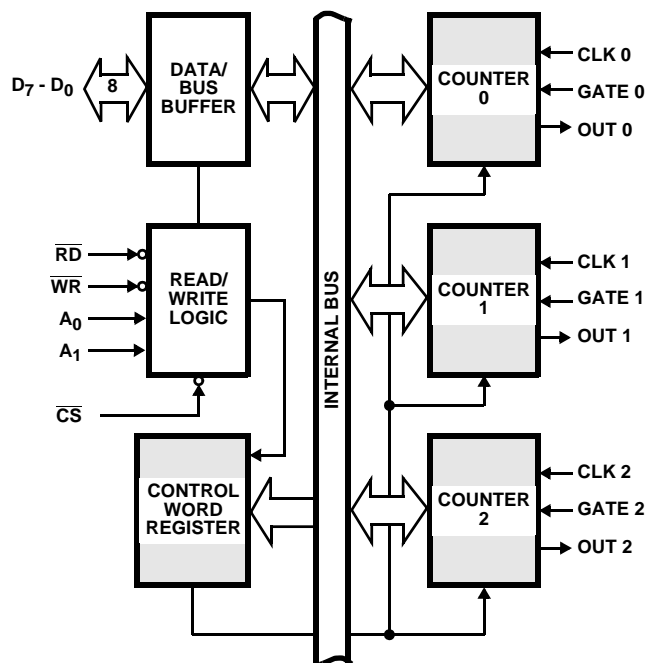 D7 - D0
8
DATA/
BUS
BUFFER
RD
WR
A0
A1
CS
READ/
WRITE
LOGIC
CONTROL
WORD
REGISTER
INTERNAL BUS
COUNTER
0
CLK 0
GATE 0
OUT 0
COUNTER
1
CLK 1
GATE 1
OUT 1
COUNTER
2
CLK 2
GATE 2
OUT 2